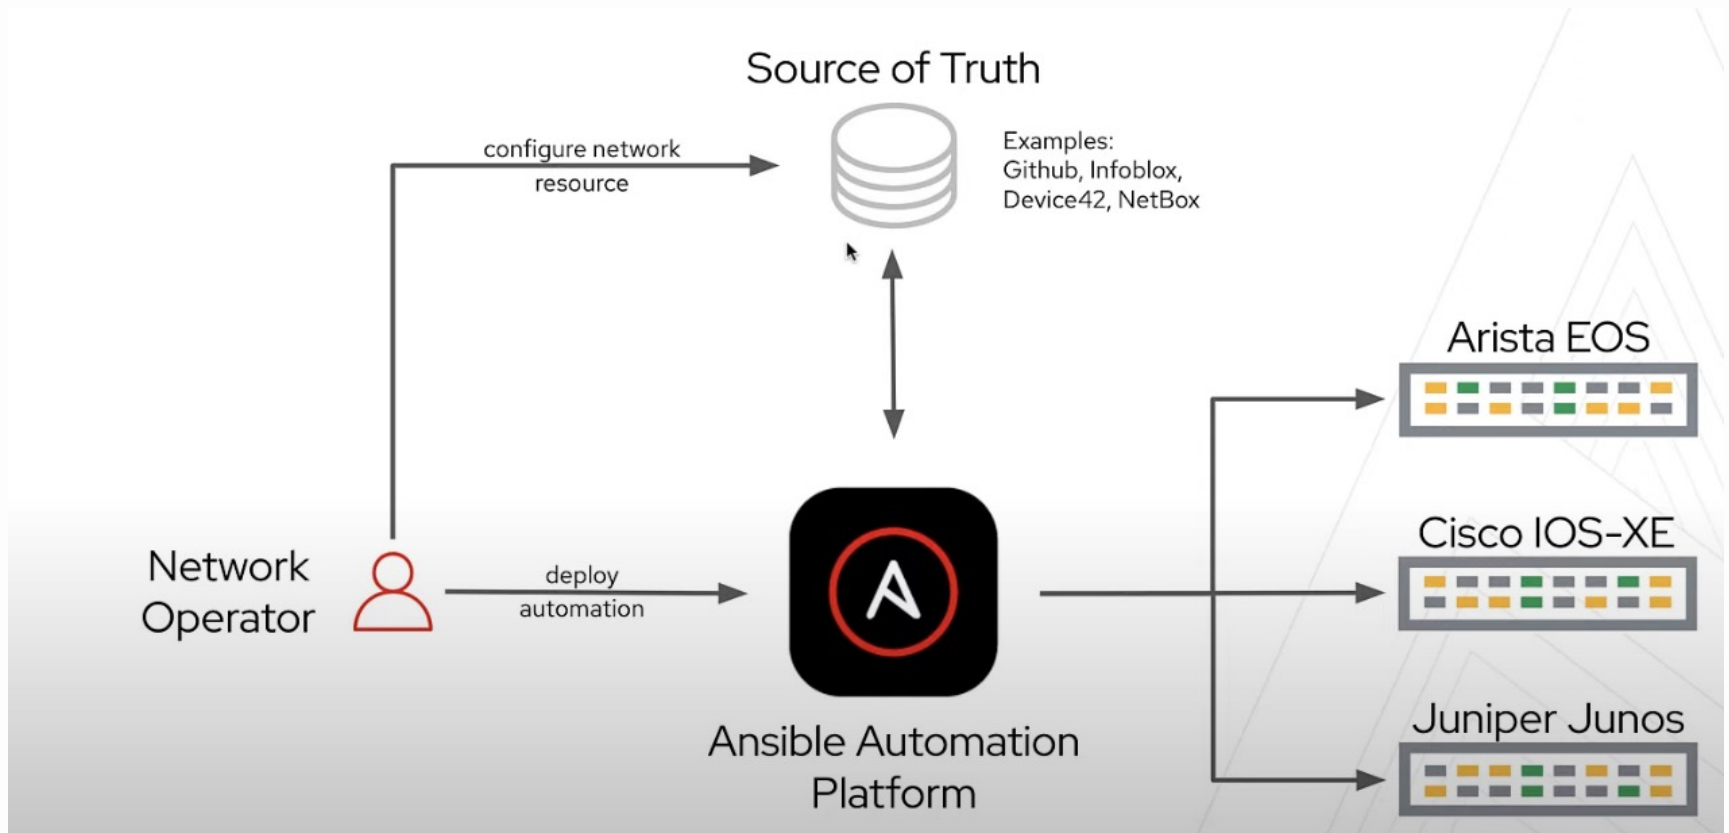 Source of Truth
configure network
resource
Examples:
Github, Infoblox,
Device42, NetBox
Arista EOS
Cisco IOS-XE
Network
Operator
deploy
automation
Juniper Junos
Ansible Automation
Platform